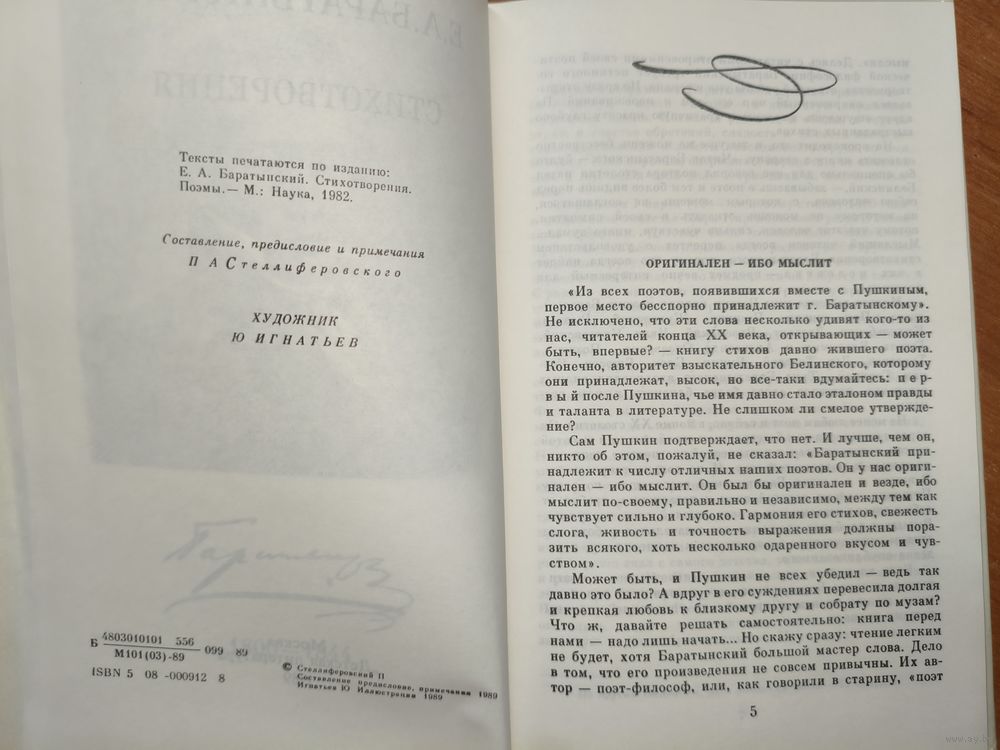 Тексты печатаются по изданию:
Е. А. Баратынский. Стихотворения.
Поэмы.— М.: Наука, 1982.
Составление, предисловие и примечания
П А Стеллиферовского
ХУДОЖНИК
Ю ИГНАТЬЕВ
Б 4803010101 556 099 89
М101(03)-89
ISBN 5 08 -000912 8
© Стеллиферовский П
Составление предисловие, примечания 1989
Игнатьев Ю Иллюстрации 1989
ОРИГИНАЛЕН — ИБО МЫСЛИТ
«Из всех поэтов, появившихся вместе с Пушкиным,
первое место бесспорно принадлежит г. Баратынскому».
Не исключено, что эти слова несколько удивят кого-то из
нас, читателей конца XX века, открывающих — может
быть, впервые? — книгу стихов давно жившего поэта.
Конечно, авторитет взыскательного Белинского, которому
они принадлежат, высок, но все-таки вдумайтесь: п е р-
в ы й после Пушкина, чье имя давно стало эталоном правды
и таланта в литературе. Не слишком ли смелое утвержде-
ние?
Сам Пушкин подтверждает, что нет. И лучше, чем он,
никто об этом, пожалуй, не сказал: «Баратынский при-
надлежит к числу отличных наших поэтов. Он у нас ориги-
нален — ибо мыслит. Он был бы оригинален и везде, ибо
мыслит по-своему, правильно и независимо, между тем как
чувствует сильно и глубоко. Гармония его стихов, свежесть
слога, живость и точность выражения должны пора-
зить всякого, хоть несколько одаренного вкусом и чув-
ством».
Может быть, и Пушкин не всех убедил — ведь так
давно это было? А вдруг в его суждениях перевесила долгая
и крепкая любовь к близкому другу и собрату по музам?
Что ж, давайте решать самостоятельно: книга перед
нами — надо лишь начать... Но скажу сразу: чтение легким
не будет, хотя Баратынский большой мастер слова. Дело
в том, что его произведения не совсем привычны. Их ав-
тор — поэт-философ, или, как говорили в старину, «поэт
5